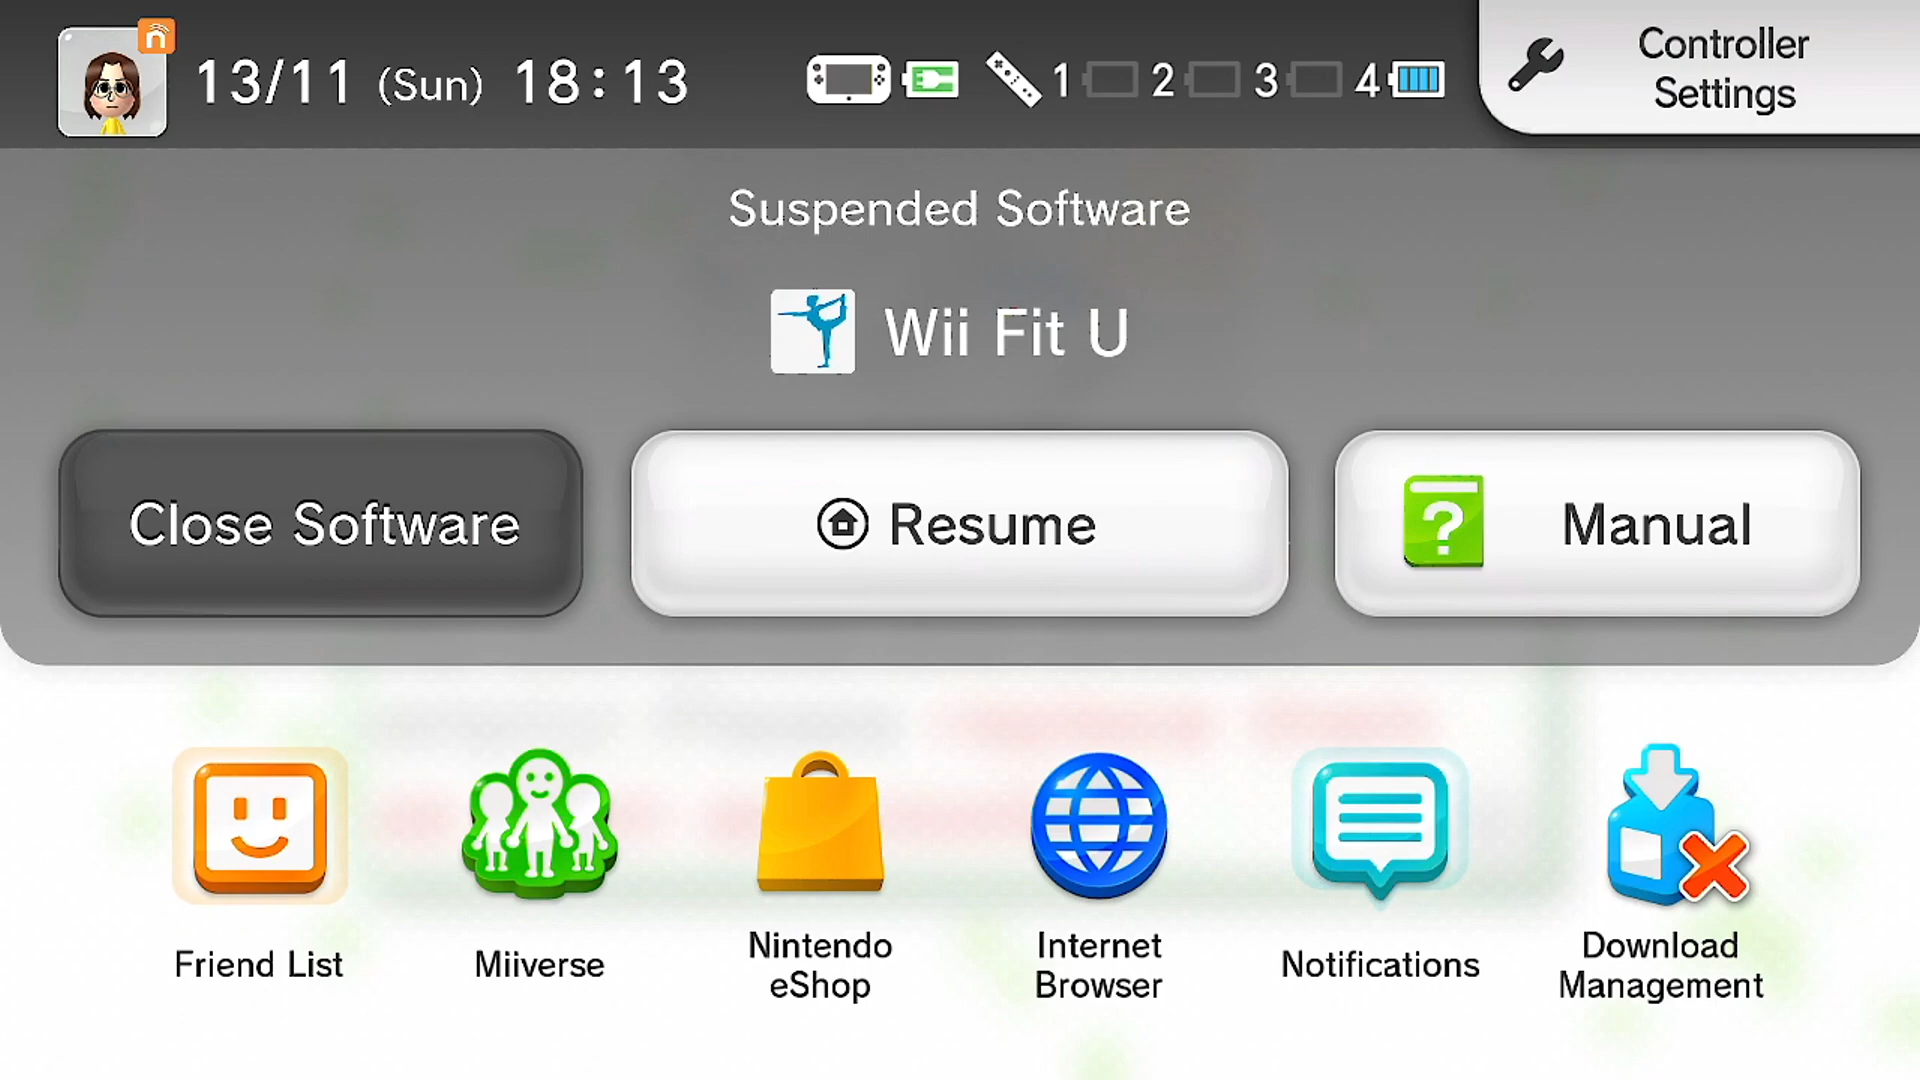 13/11 (Sun) 18:13
1 2 3 4
Controller
Settings
Suspended Software
Wii Fit U
Close Software
Resume
? Manual
Friend List
Miiverse
Nintendo
eShop
Internet
Browser
Notifications
Download
Management